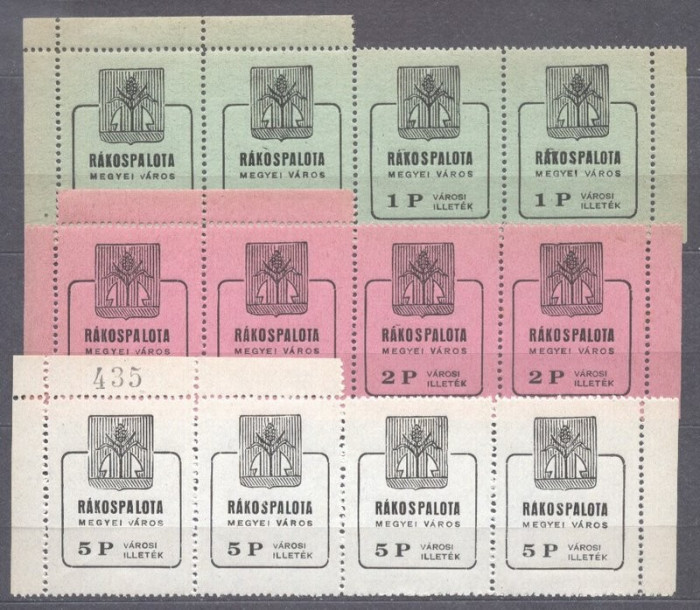 RÁKOSPALOTA RÁKOSPALOTA RÁKOSPALOTA RÁKOSPALOTA
MEGYEI VÁROS MEGYEI VÁROS MEGYEI VÁROS MEGYEI VÁROS
1 P VÁROSI ILLETÉK 1 P VÁROSI ILLETÉK
RÁKOSPALOTA RÁKOSPALOTA RÁKOSPALOTA RÁKOSPALOTA
MEGYEI VÁROS MEGYEI VÁROS MEGYEI VÁROS MEGYEI VÁROS
2 P VÁROSI ILLETÉK 2 P VÁROSI ILLETÉK
435
RÁKOSPALOTA RÁKOSPALOTA RÁKOSPALOTA RÁKOSPALOTA
MEGYEI VÁROS MEGYEI VÁROS MEGYEI VÁROS MEGYEI VÁROS
5 P VÁROSI ILLETÉK 5 P VÁROSI ILLETÉK 5 P VÁROSI ILLETÉK 5 P VÁROSI ILLETÉK